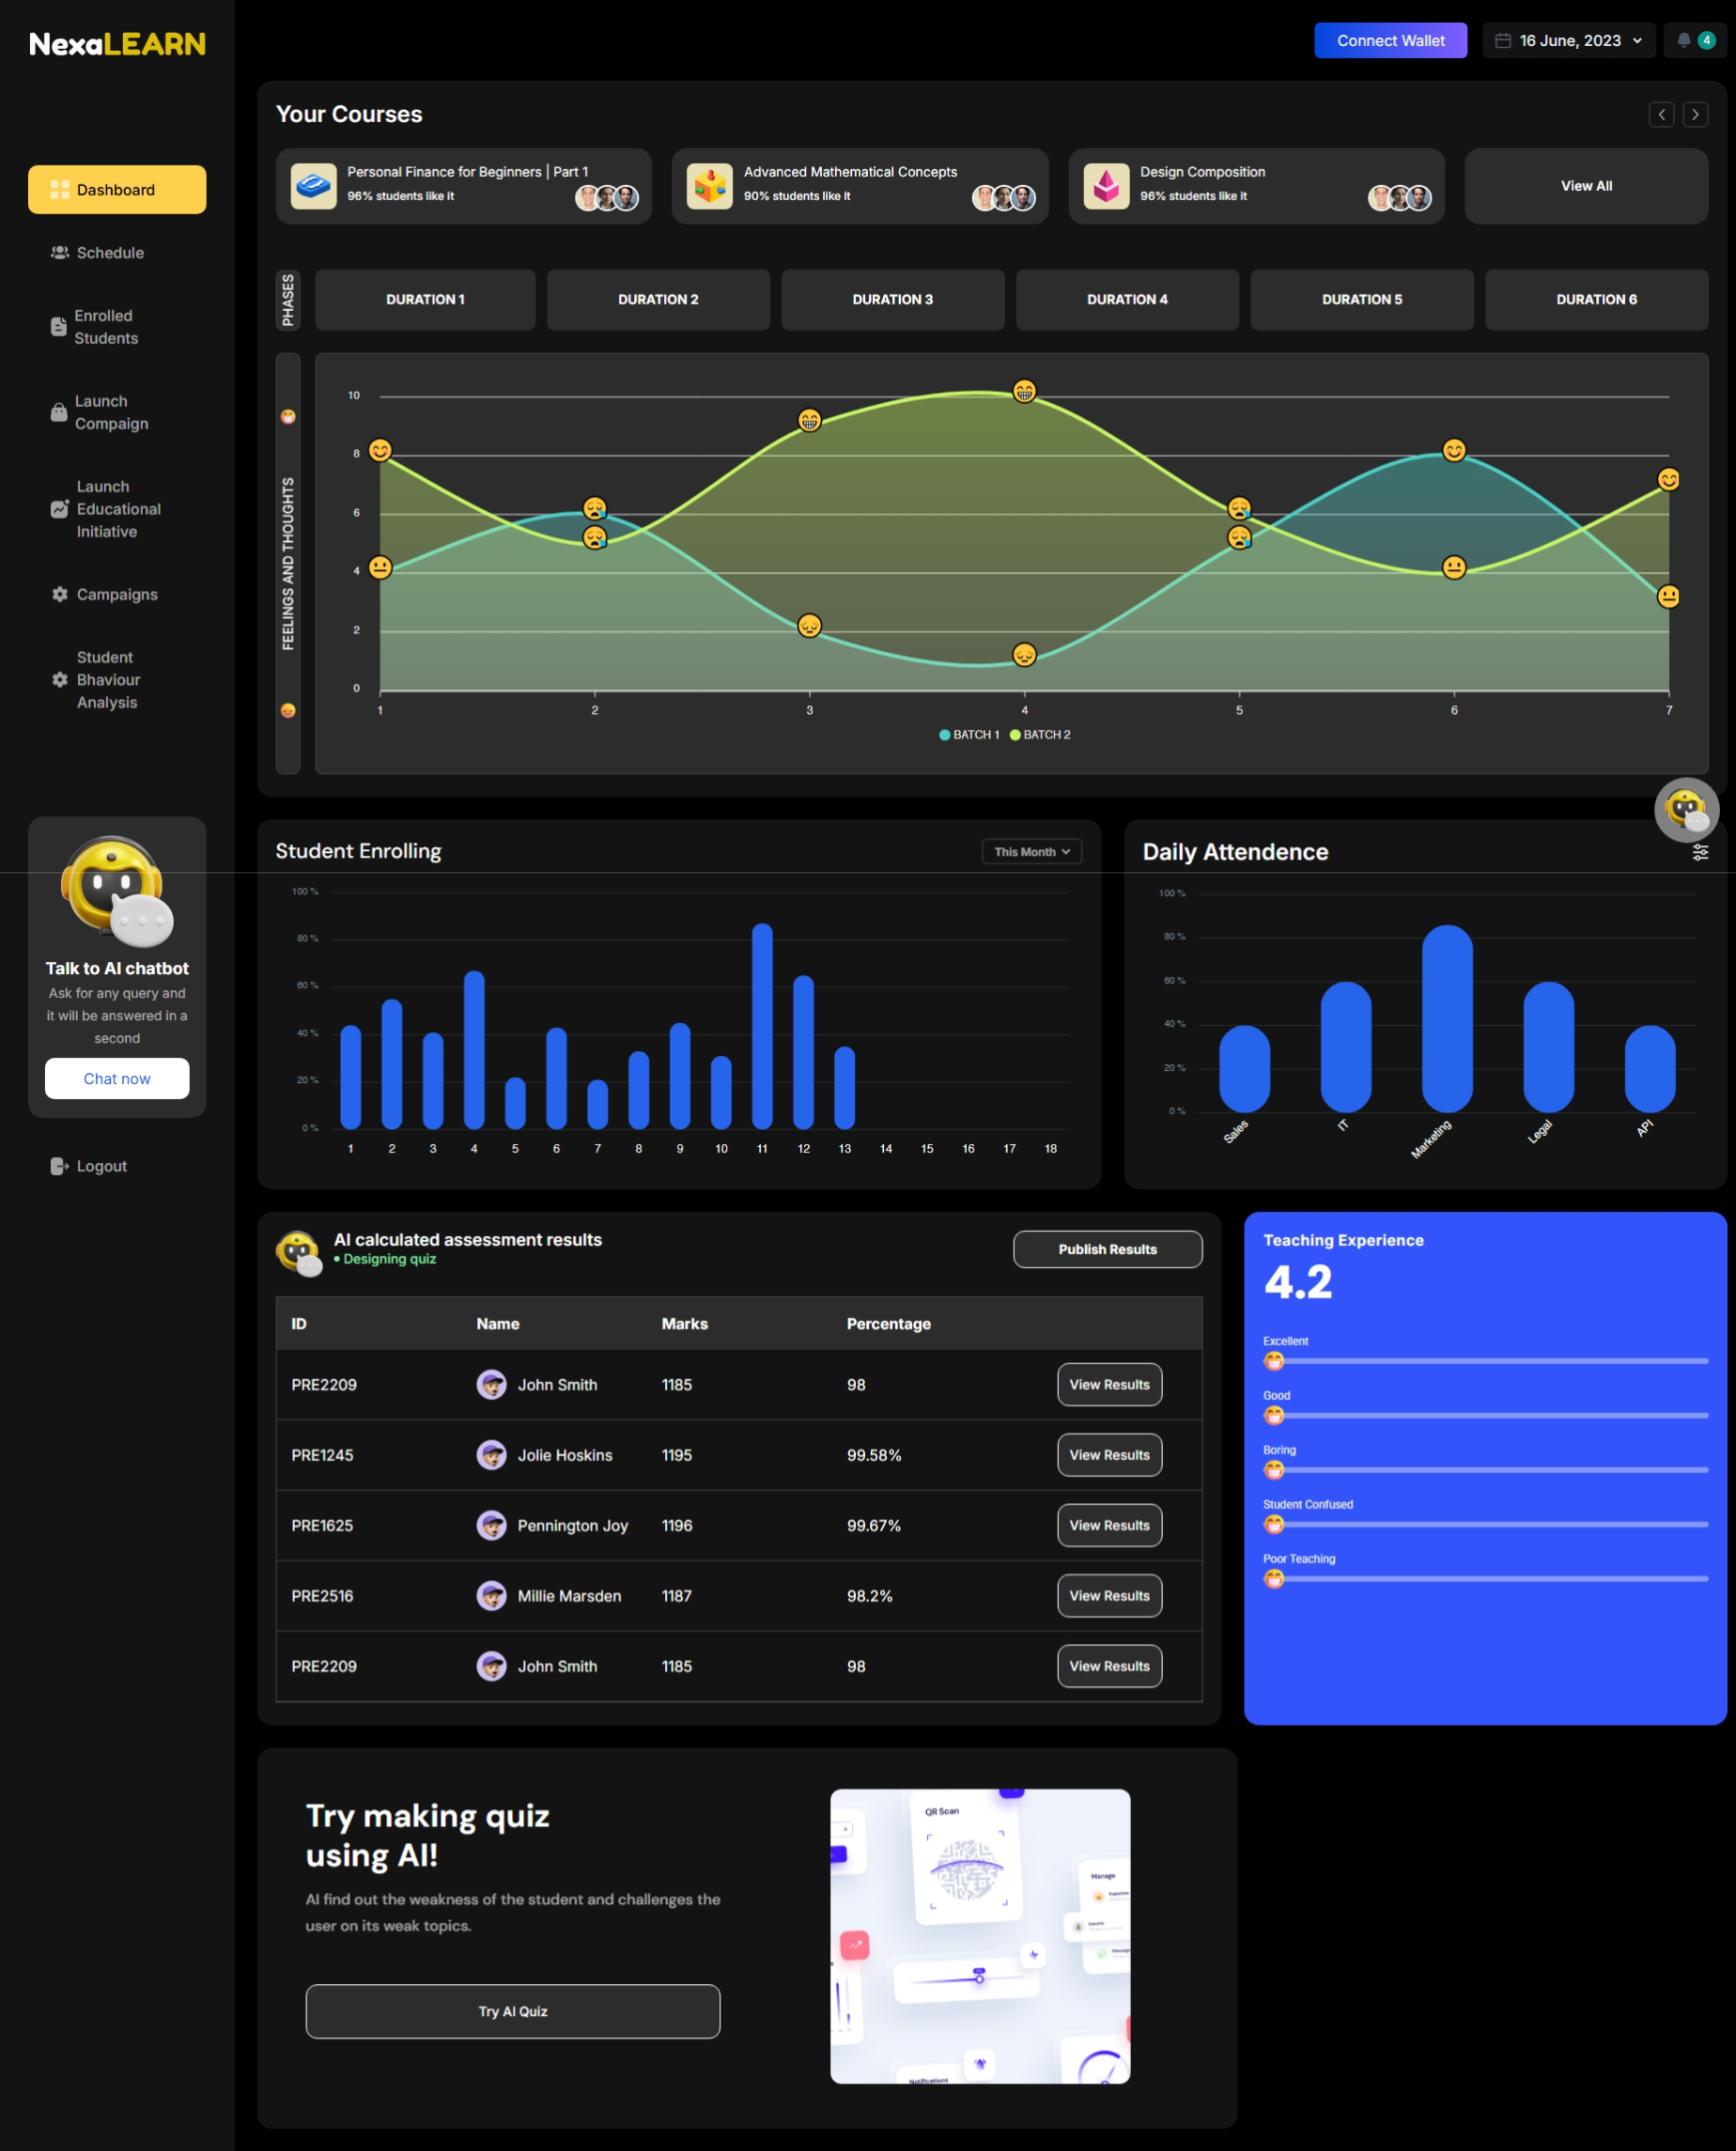 NexaLEARN
Connect Wallet
16 June, 2023
4
Dashboard
Schedule
Enrolled
Students
Launch
Compaign
Launch
Educational
Initiative
Campaigns
Student
Bhaviour
Analysis
Talk to AI chatbot
Ask for any query and
it will be answered in a
second
Chat now
Logout
Your Courses
Personal Finance for Beginners | Part 1
96% students like it
Advanced Mathematical Concepts
90% students like it
Design Composition
96% students like it
View All
PHASES
DURATION 1
DURATION 2
DURATION 3
DURATION 4
DURATION 5
DURATION 6
FEELINGS AND THOUGHTS
10
8
6
4
2
0
1
2
3
4
5
6
7
BATCH 1
BATCH 2
Student Enrolling
This Month
100 %
80 %
60 %
40 %
20 %
0 %
1
2
3
4
5
6
7
8
9
10
11
12
13
14
15
16
17
18
Daily Attendence
100 %
80 %
60 %
40 %
20 %
0 %
Sales
IT
Marketing
Legal
API
AI calculated assessment results
• Designing quiz
Publish Results
ID Name Marks Percentage
PRE2209 John Smith 1185 98 View Results
PRE1245 Jolie Hoskins 1195 99.58% View Results
PRE1625 Pennington Joy 1196 99.67% View Results
PRE2516 Millie Marsden 1187 98.2% View Results
PRE2209 John Smith 1185 98 View Results
Teaching Experience
4.2
Excellent
Good
Boring
Student Confused
Poor Teaching
Try making quiz
using AI!
AI find out the weakness of the student and challenges the
user on its weak topics.
Try AI Quiz
QR Scan
Manage
Notifications